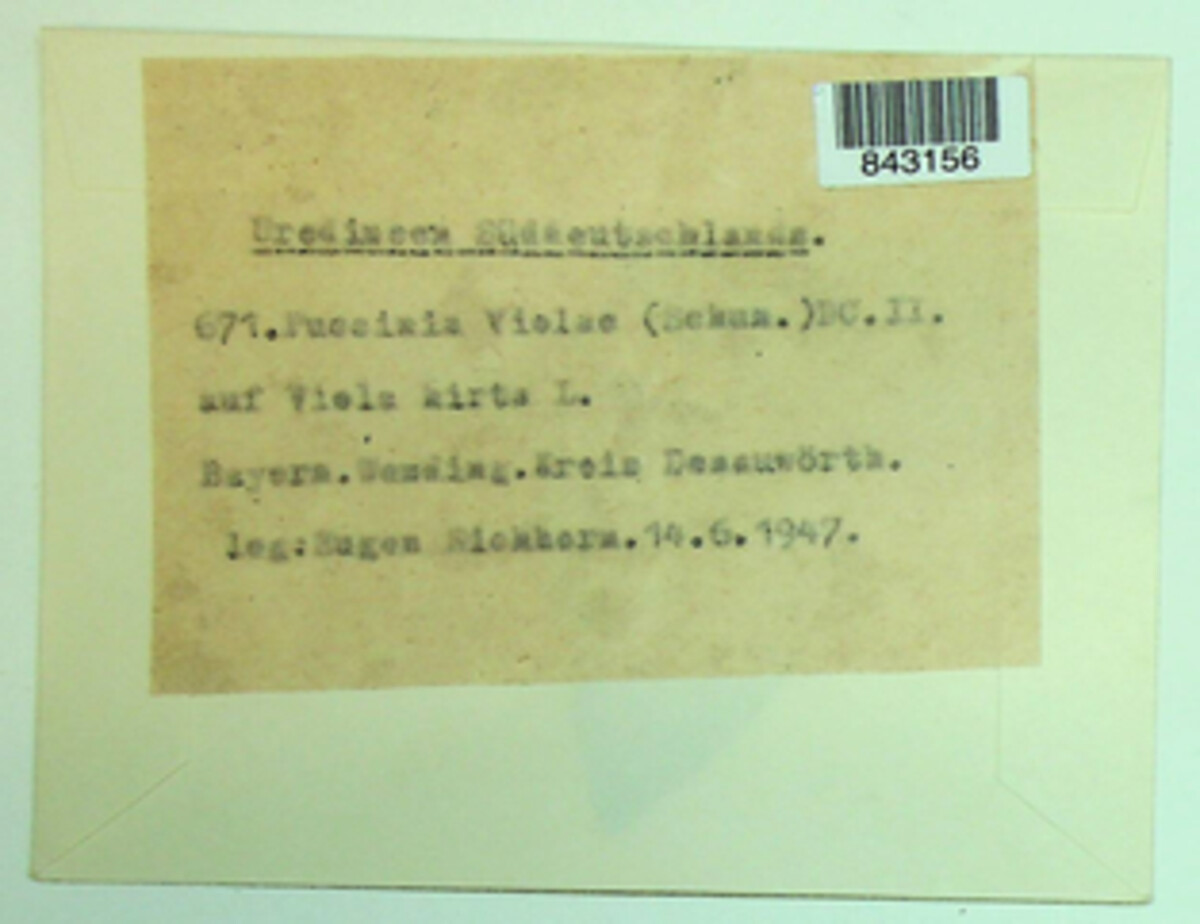 843156
Uredineen Süddeutschlands.
671.Puccinia Violae (Schum.)DC.II.
auf Viola hirta L.
Bayern.Wemding.Kreis Donauwörth.
leg:Eugen Eichhorn.14.6.1947.